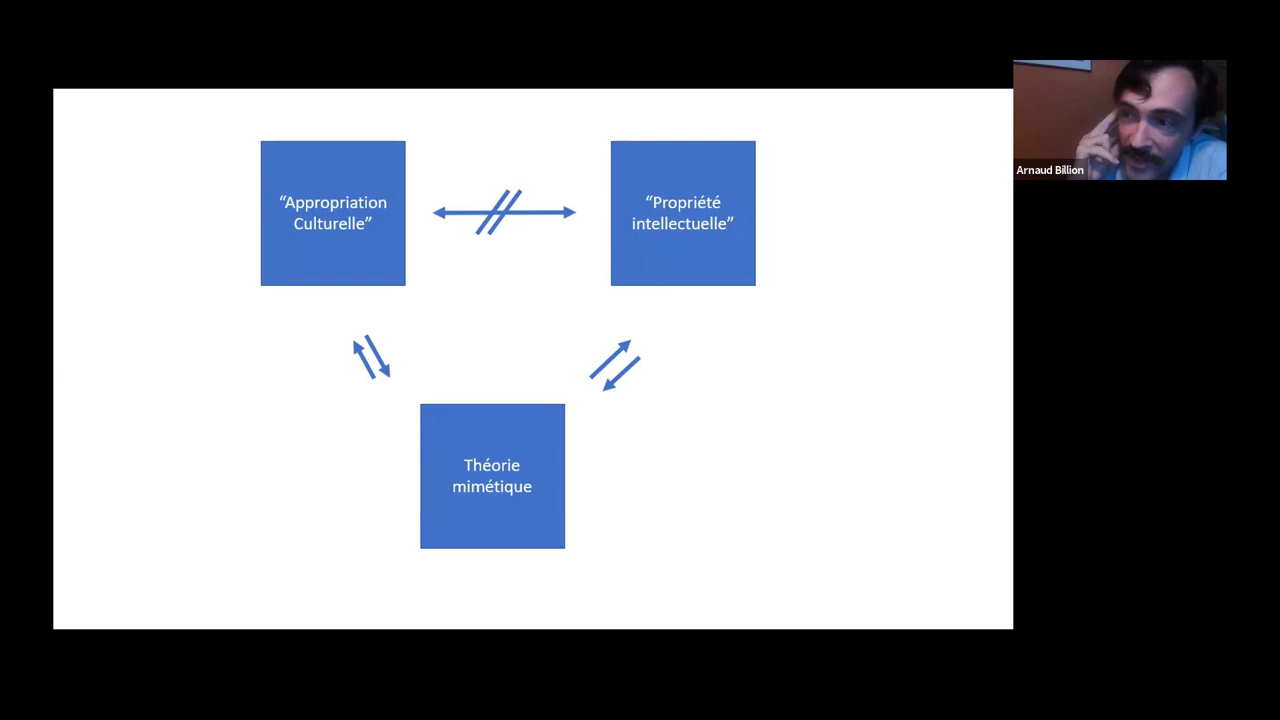 “Appropriation
Culturelle”
“Propriété
intellectuelle”
Théorie
mimétique
Arnaud Billion